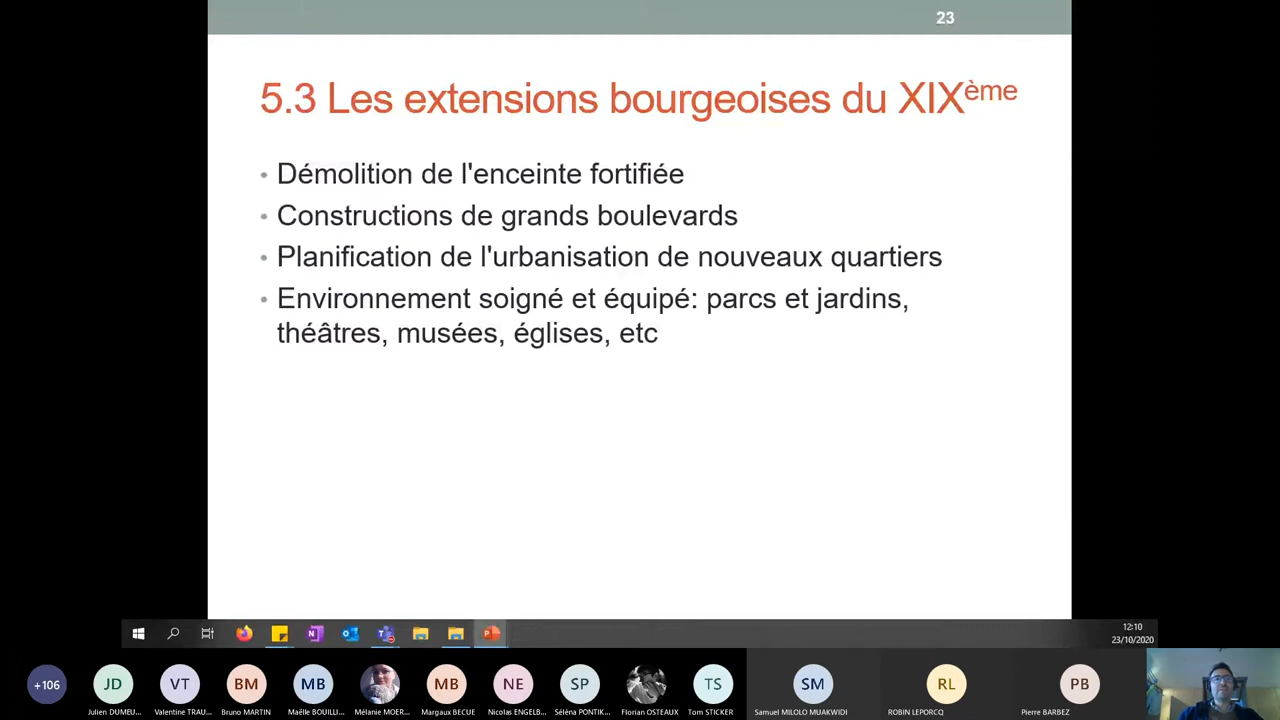 23
5.3 Les extensions bourgeoises du XIXème
• Démolition de l'enceinte fortifiée
• Constructions de grands boulevards
• Planification de l'urbanisation de nouveaux quartiers
• Environnement soigné et équipé: parcs et jardins,
théâtres, musées, églises, etc
12:10
23/10/2020
+106 JD VT BM MB MB NE SP TS SM RL PB
Julien DUMEU... Valentine TRAU... Bruno MARTIN Maëlle BOUILLI... Mélanie MOER... Margaux BECUE Nicolas ENGELB... Séléna PONTIK... Florian OSTEAUX Tom STICKER Samuel MILOLO MUAKWIDI ROBIN LEPORCQ Pierre BARBEZ